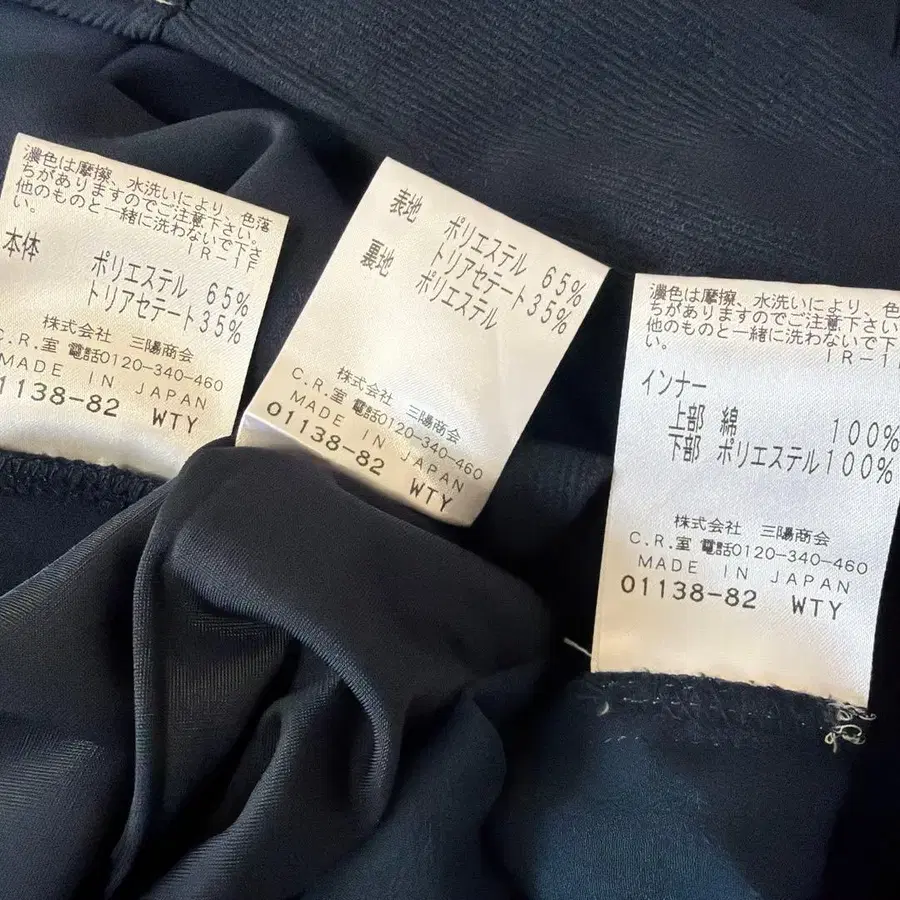 濃色は摩擦、水洗いにより、色落
ちがありますのでご注意下さい。
他のものと一緒に洗わないで下さ
い。
IR-1F
本体
ポリエステル 65%
トリアセテート35%
株式会社 三陽商会
C.R.室 電話0120-340-460
MADE IN JAPAN
01138-82 WTY
表地
ポリエステル 65%
トリアセテート35%
裏地
ポリエステル
株式会社 三陽商会
C.R.室 電話0120-340-460
MADE IN JAPAN
01138-82 WTY
濃色は摩擦、水洗いにより、色
ちがありますのでご注意下さい
他のものと一緒に洗わないで下
い。
IR-1
インナー
上部 綿 100%
下部 ポリエステル100%
株式会社 三陽商会
C.R.室 電話0120-340-460
MADE IN JAPAN
01138-82 WTY